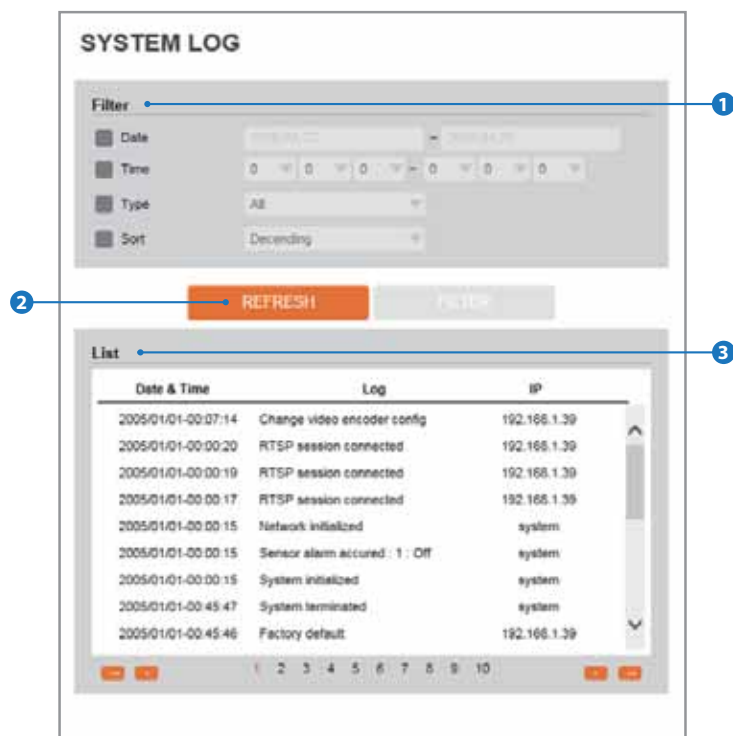 SYSTEM LOG
Filter
1
Date
-
Time 0 0 0 - 0 0 0
Type All
Sort Decending
2
REFRESH FILTER
List
3
Date & Time Log IP
2005/01/01-00:07:14 Change video encoder config 192.168.1.39
2005/01/01-00:00:20 RTSP session connected 192.168.1.39
2005/01/01-00:00:19 RTSP session connected 192.168.1.39
2005/01/01-00:00:17 RTSP session connected 192.168.1.39
2005/01/01-00:00:15 Network initialized system
2005/01/01-00:00:15 Sensor alarm accured : 1 : Off system
2005/01/01-00:00:15 System initialized system
2005/01/01-00:45:47 System terminated system
2005/01/01-00:45:46 Factory default 192.168.1.39
1 2 3 4 5 6 7 8 9 10